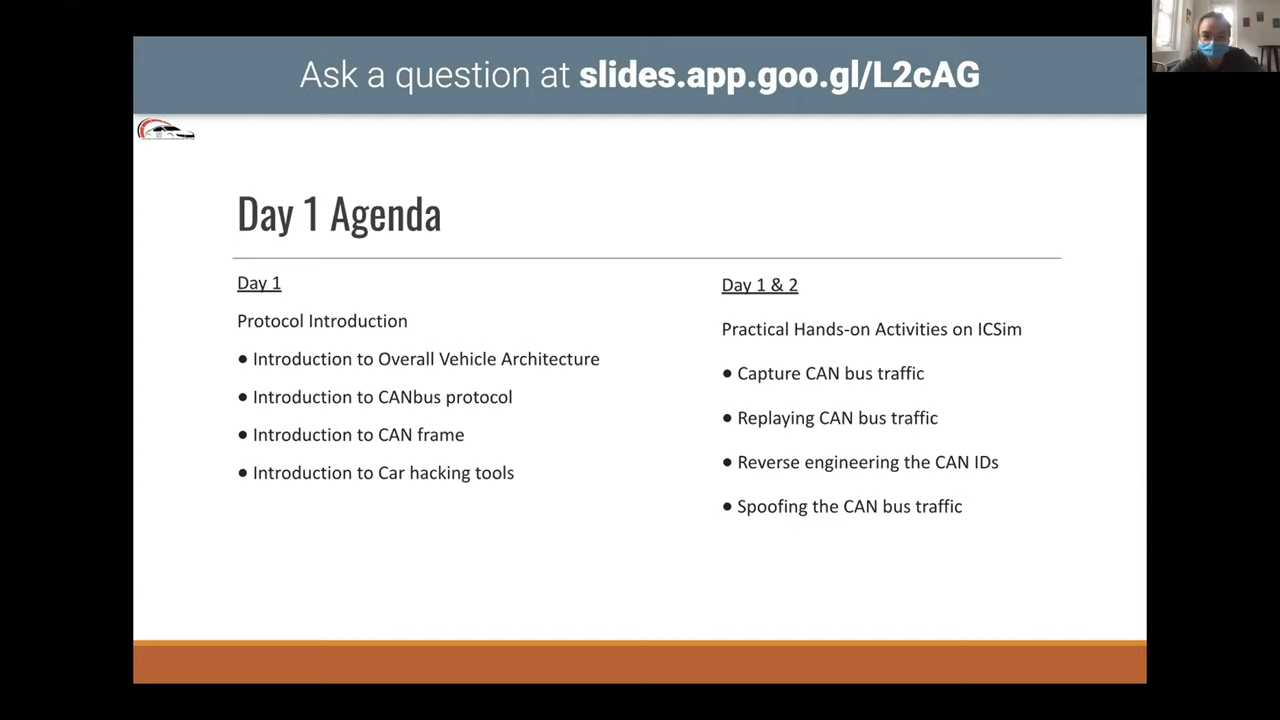 Ask a question at slides.app.goo.gl/L2cAG
Day 1 Agenda
Day 1
Protocol Introduction
● Introduction to Overall Vehicle Architecture
● Introduction to CANbus protocol
● Introduction to CAN frame
● Introduction to Car hacking tools
Day 1 & 2
Practical Hands-on Activities on ICSim
● Capture CAN bus traffic
● Replaying CAN bus traffic
● Reverse engineering the CAN IDs
● Spoofing the CAN bus traffic